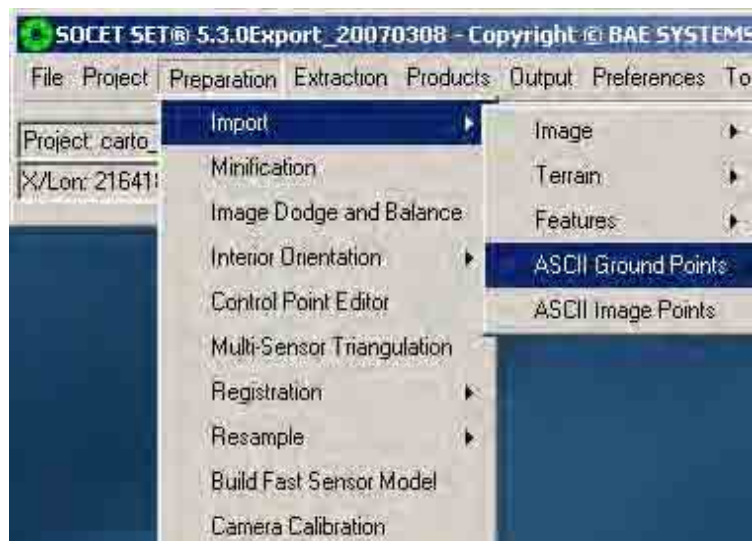 SOCET SET® 5.3.0Export_20070308 - Copyright © BAE SYSTEMS
File Project Preparation Extraction Products Output Preferences To
Project: carto_
X/Lon: 216418
Import
Minification
Image Dodge and Balance
Interior Orientation
Control Point Editor
Multi-Sensor Triangulation
Registration
Resample
Build Fast Sensor Model
Camera Calibration
Image
Terrain
Features
ASCII Ground Points
ASCII Image Points